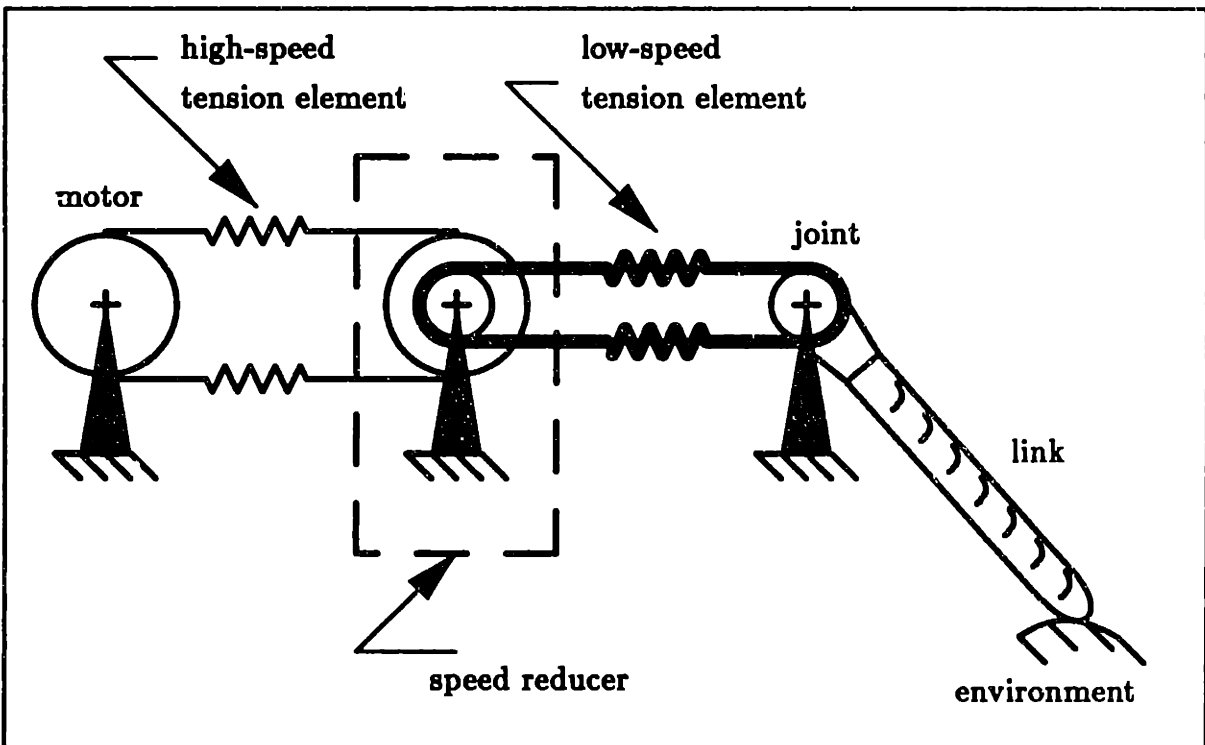 high-speed
tension element
low-speed
tension element
motor
joint
link
speed reducer
environment